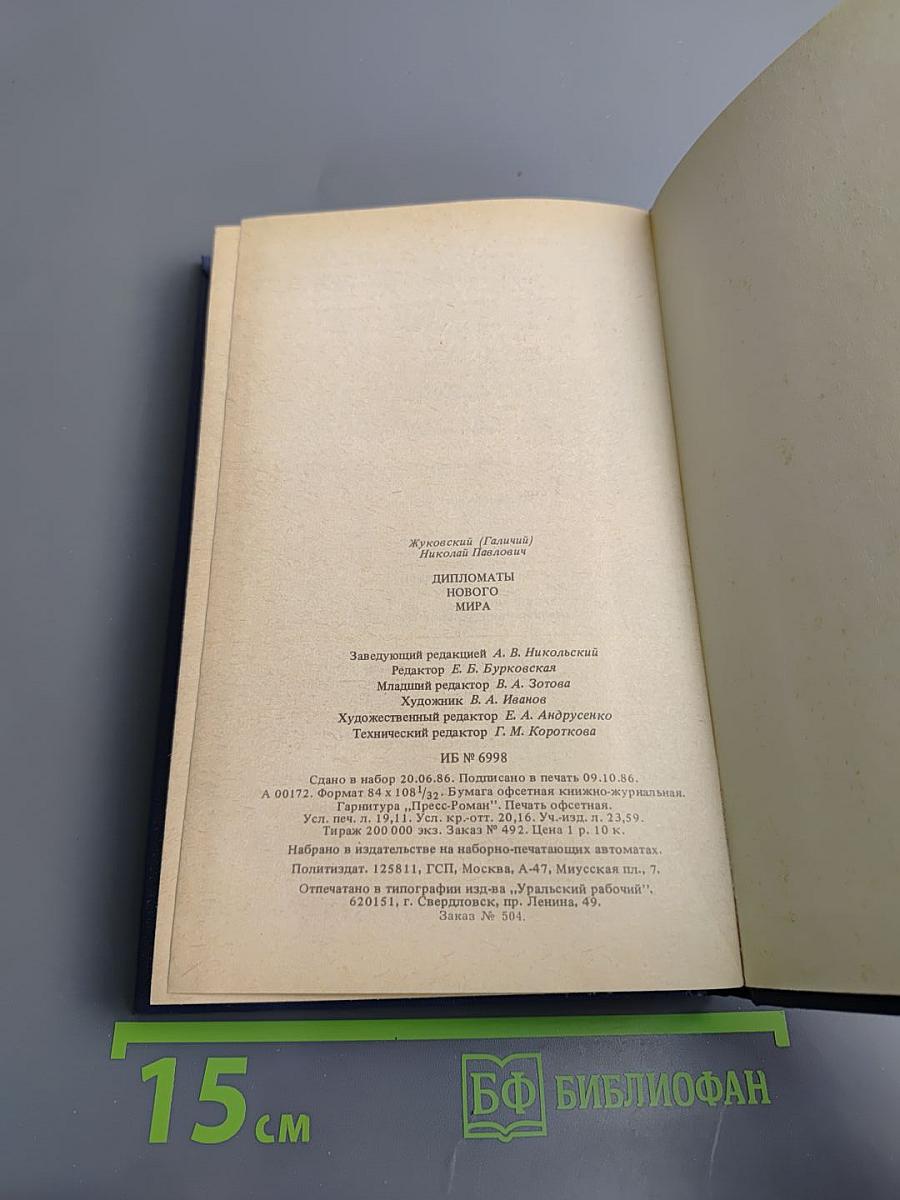 Жуковский (Галичий)
Николай Павлович
ДИПЛОМАТЫ
НОВОГО
МИРА
Заведующий редакцией А. В. Никольский
Редактор Е. Б. Бурковская
Младший редактор В. А. Зотова
Художник В. А. Иванов
Художественный редактор Е. А. Андрусенко
Технический редактор Г. М. Короткова
ИБ № 6998
Сдано в набор 20.06.86. Подписано в печать 09.10.86.
А 00172. Формат 84 х 108 1/32. Бумага офсетная книжно-журнальная.
Гарнитура „Пресс-Роман". Печать офсетная.
Усл. печ. л. 19,11. Усл. кр.-отт. 20,16. Уч.-изд. л. 23,59.
Тираж 200 000 экз. Заказ № 492. Цена 1 р. 10 к.
Набрано в издательстве на наборно-печатающих автоматах.
Политиздат. 125811, ГСП, Москва, А-47, Миусская пл., 7.
Отпечатано в типографии изд-ва „Уральский рабочий".
620151, г. Свердловск, пр. Ленина, 49.
Заказ № 504.
15 см
БФ БИБЛИОФАН